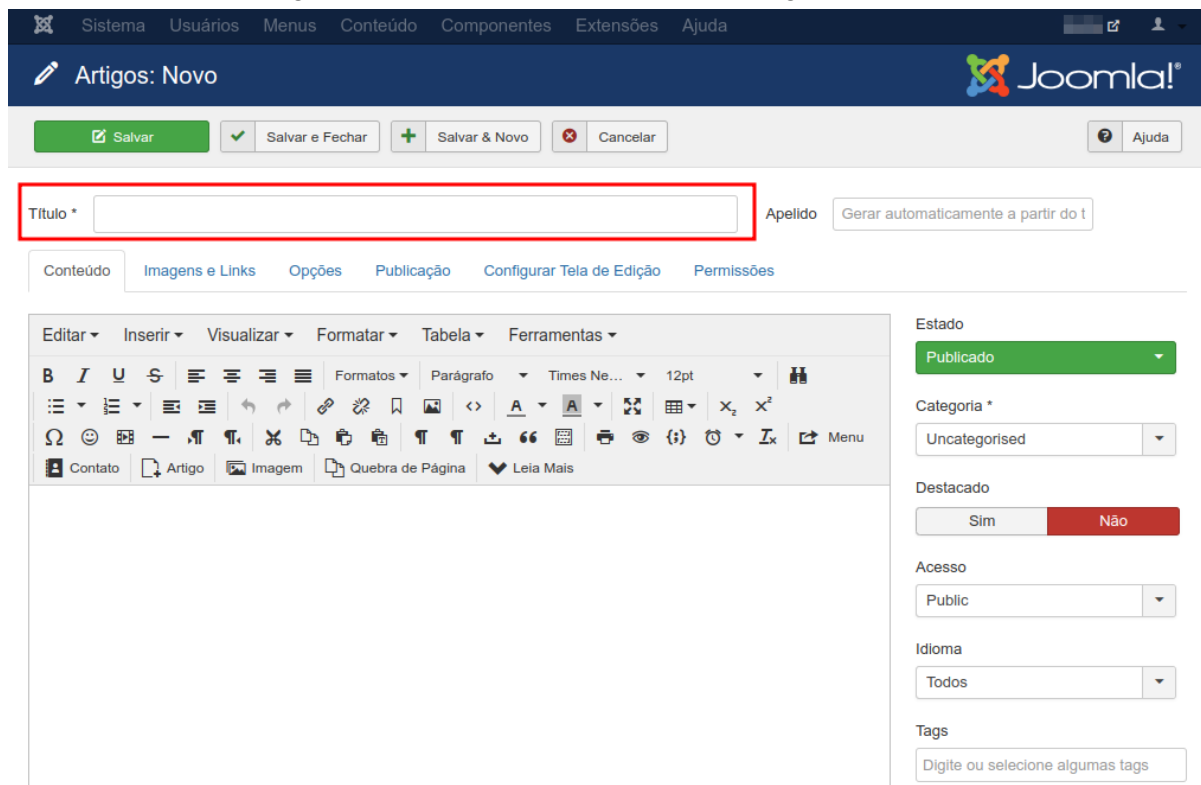 Sistema Usuários Menus Conteúdo Componentes Extensões Ajuda
Artigos: Novo
Joomla!®
Salvar Salvar e Fechar Salvar & Novo Cancelar Ajuda
Título * Apelido Gerar automaticamente a partir do t
Conteúdo Imagens e Links Opções Publicação Configurar Tela de Edição Permissões
Editar Inserir Visualizar Formatar Tabela Ferramentas
B I U S Formatos Parágrafo Times Ne... 12pt
A A x₂ x²
Ω ¶ ¶ ¶ ¶ {;} Ix Menu
Contato Artigo Imagem Quebra de Página Leia Mais
Estado
Publicado
Categoria *
Uncategorised
Destacado
Sim Não
Acesso
Public
Idioma
Todos
Tags
Digite ou selecione algumas tags